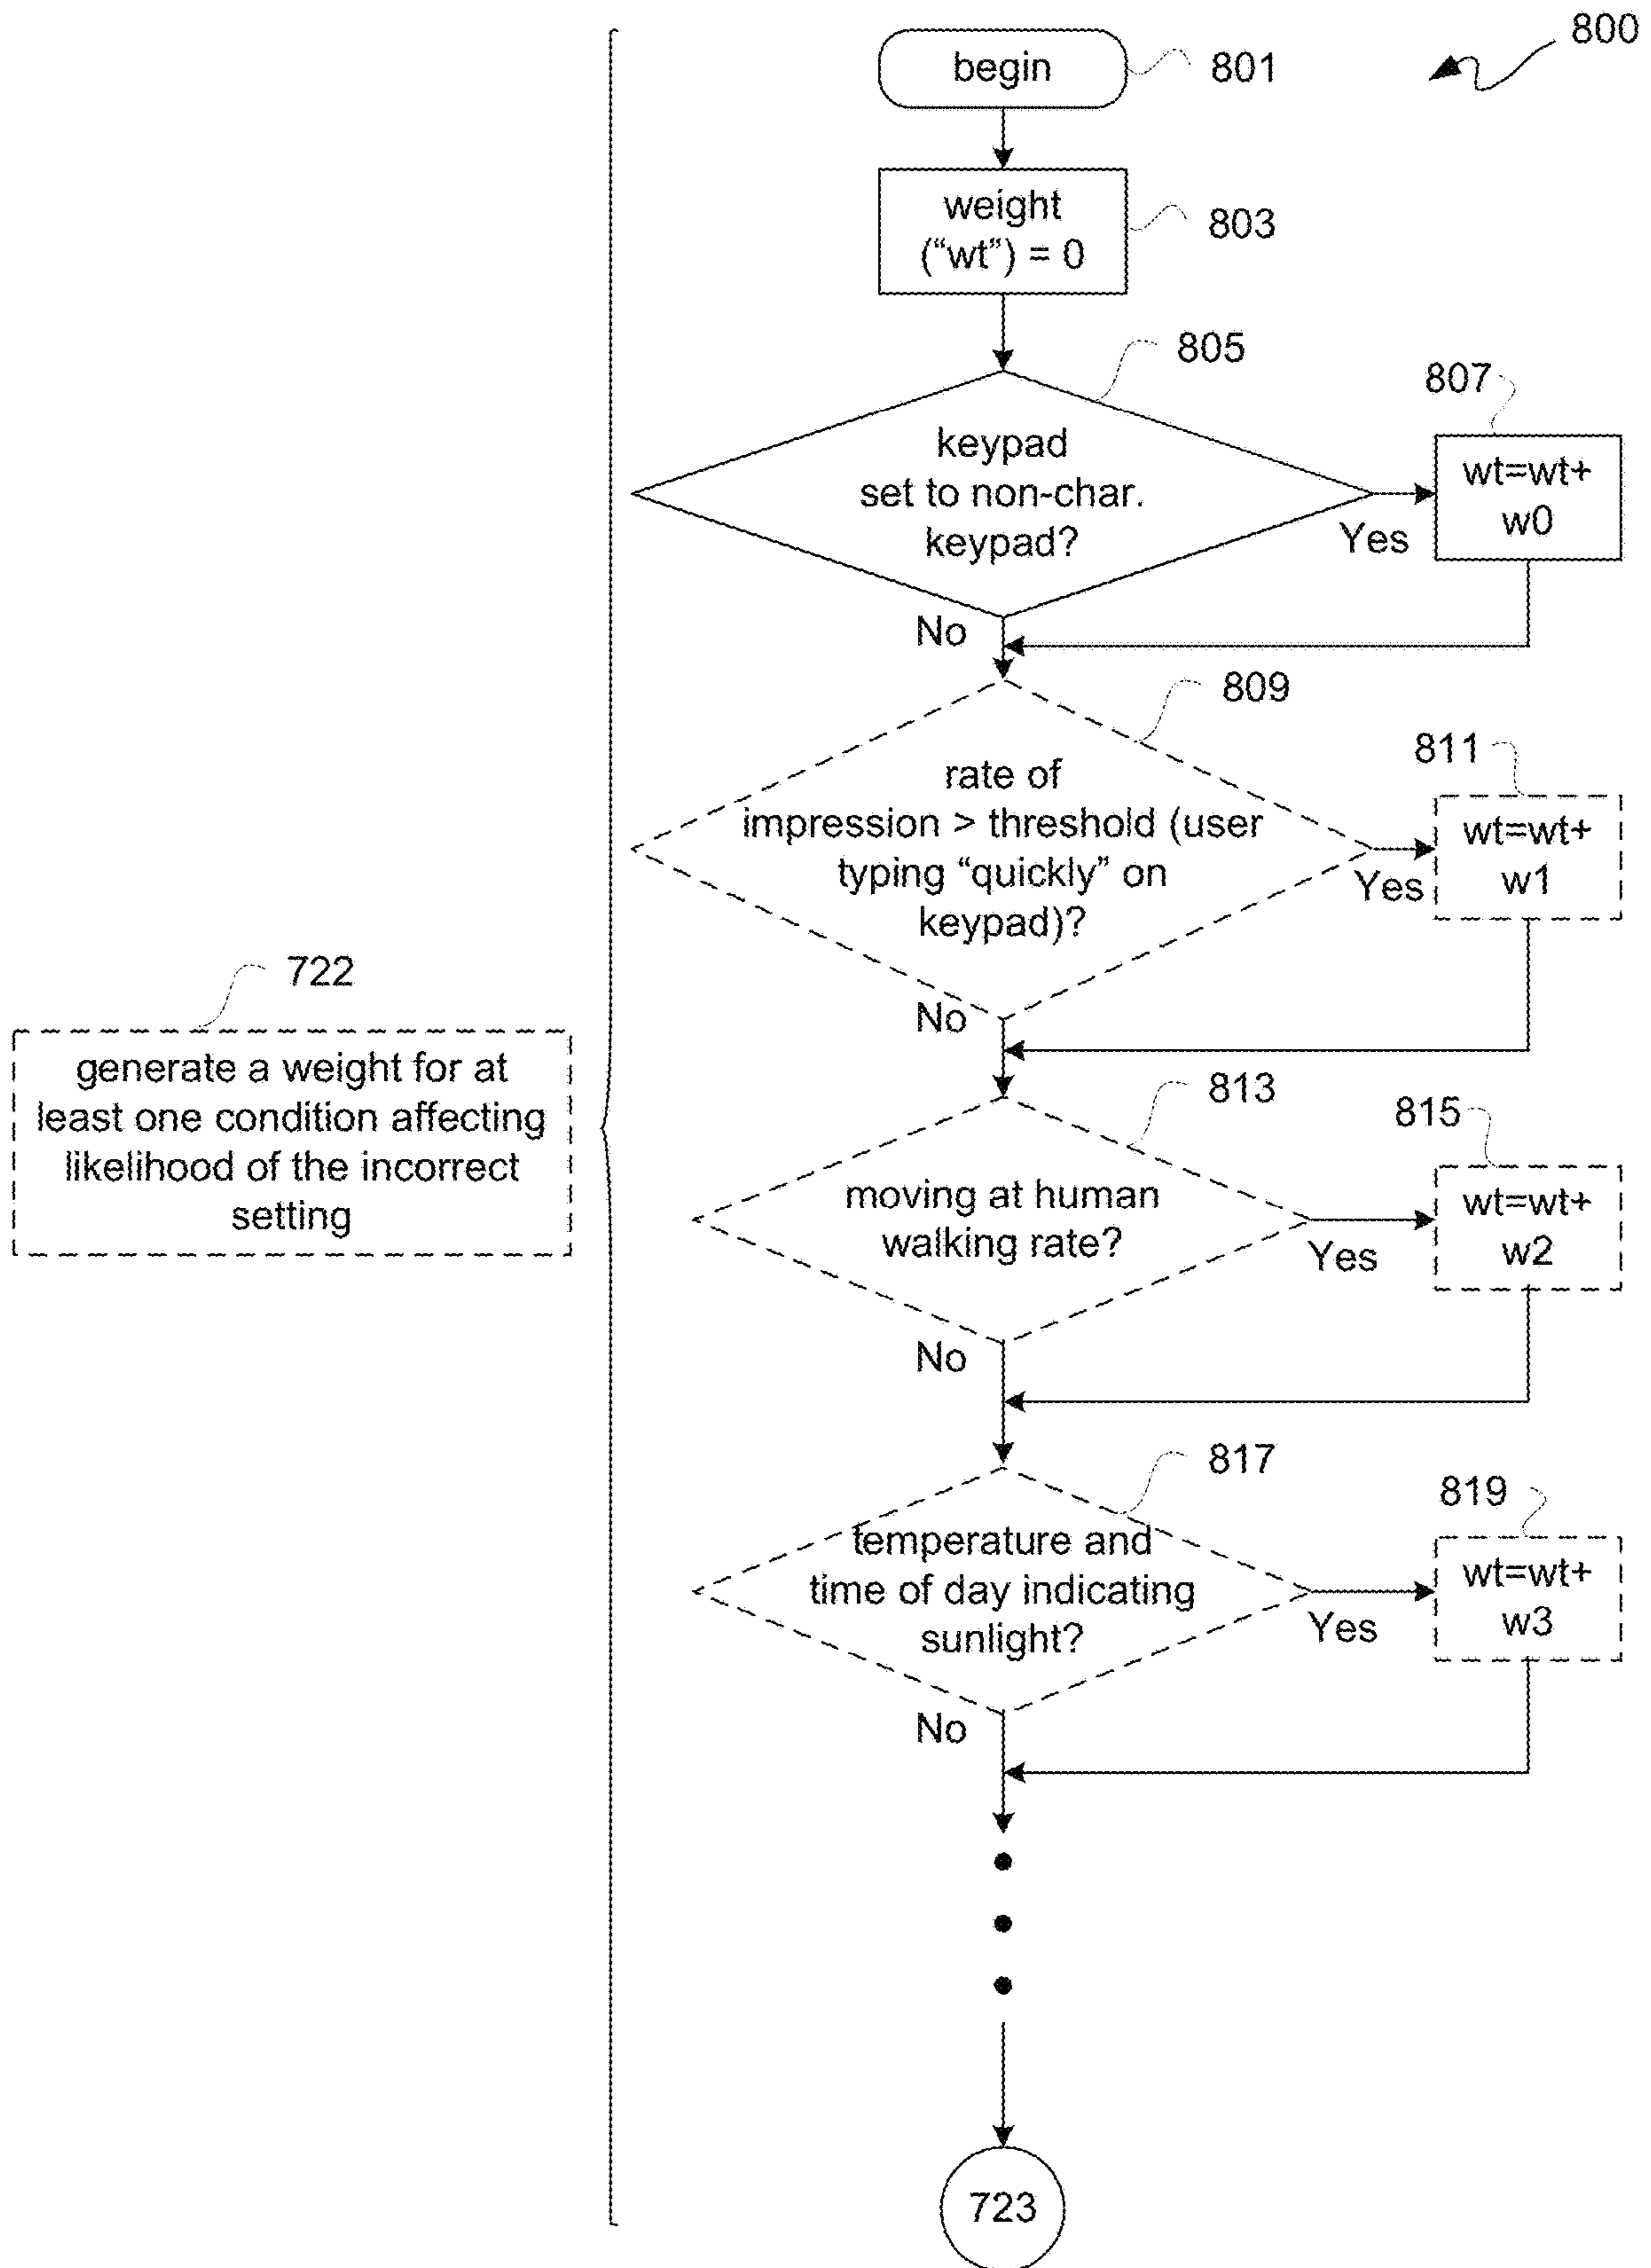 800
begin
801
weight
("wt") = 0
803
805
keypad
set to non-char.
keypad?
Yes
No
807
wt=wt+
w0
809
rate of
impression > threshold (user
typing “quickly” on
keypad)?
Yes
No
811
wt=wt+
w1
722
generate a weight for at
least one condition affecting
likelihood of the incorrect
setting
813
moving at human
walking rate?
Yes
No
815
wt=wt+
w2
817
temperature and
time of day indicating
sunlight?
Yes
No
819
wt=wt+
w3
723